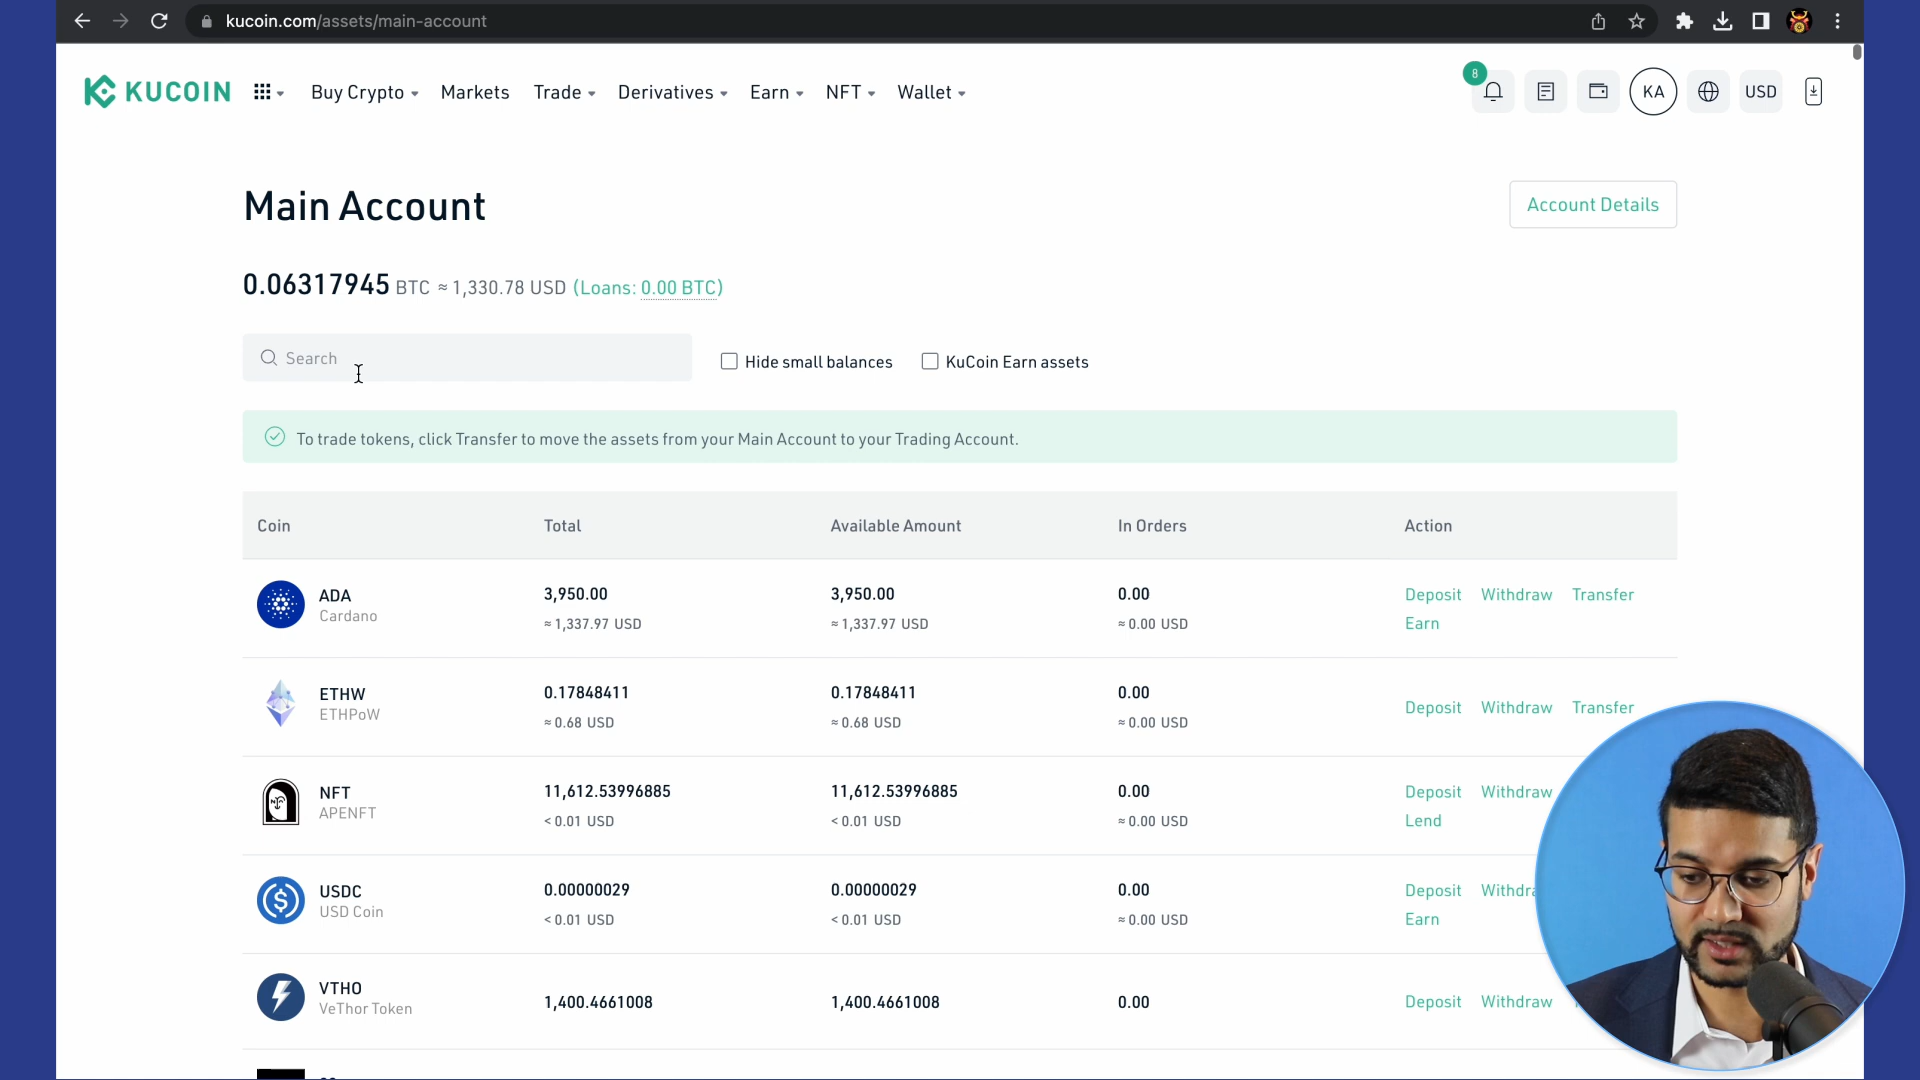 kucoin.com/assets/main-account
KUCOIN
Buy Crypto
Markets
Trade
Derivatives
Earn
NFT
Wallet
8
KA
USD
Main Account
Account Details
0.06317945 BTC ≈ 1,330.78 USD (Loans: 0.00 BTC)
Search
Hide small balances
KuCoin Earn assets
To trade tokens, click Transfer to move the assets from your Main Account to your Trading Account.
Coin Total Available Amount In Orders Action
ADA 3,950.00 3,950.00 0.00 Deposit Withdraw Transfer
Cardano ≈ 1,337.97 USD ≈ 1,337.97 USD ≈ 0.00 USD Earn
ETHW 0.17848411 0.17848411 0.00 Deposit Withdraw Transfer
ETHPoW ≈ 0.68 USD ≈ 0.68 USD ≈ 0.00 USD
NFT 11,612.53996885 11,612.53996885 0.00 Deposit Withdraw
APENFT < 0.01 USD < 0.01 USD ≈ 0.00 USD Lend
USDC 0.00000029 0.00000029 0.00 Deposit Withdra
USD Coin < 0.01 USD < 0.01 USD ≈ 0.00 USD Earn
VTHO 1,400.4661008 1,400.4661008 0.00 Deposit Withdraw
VeThor Token